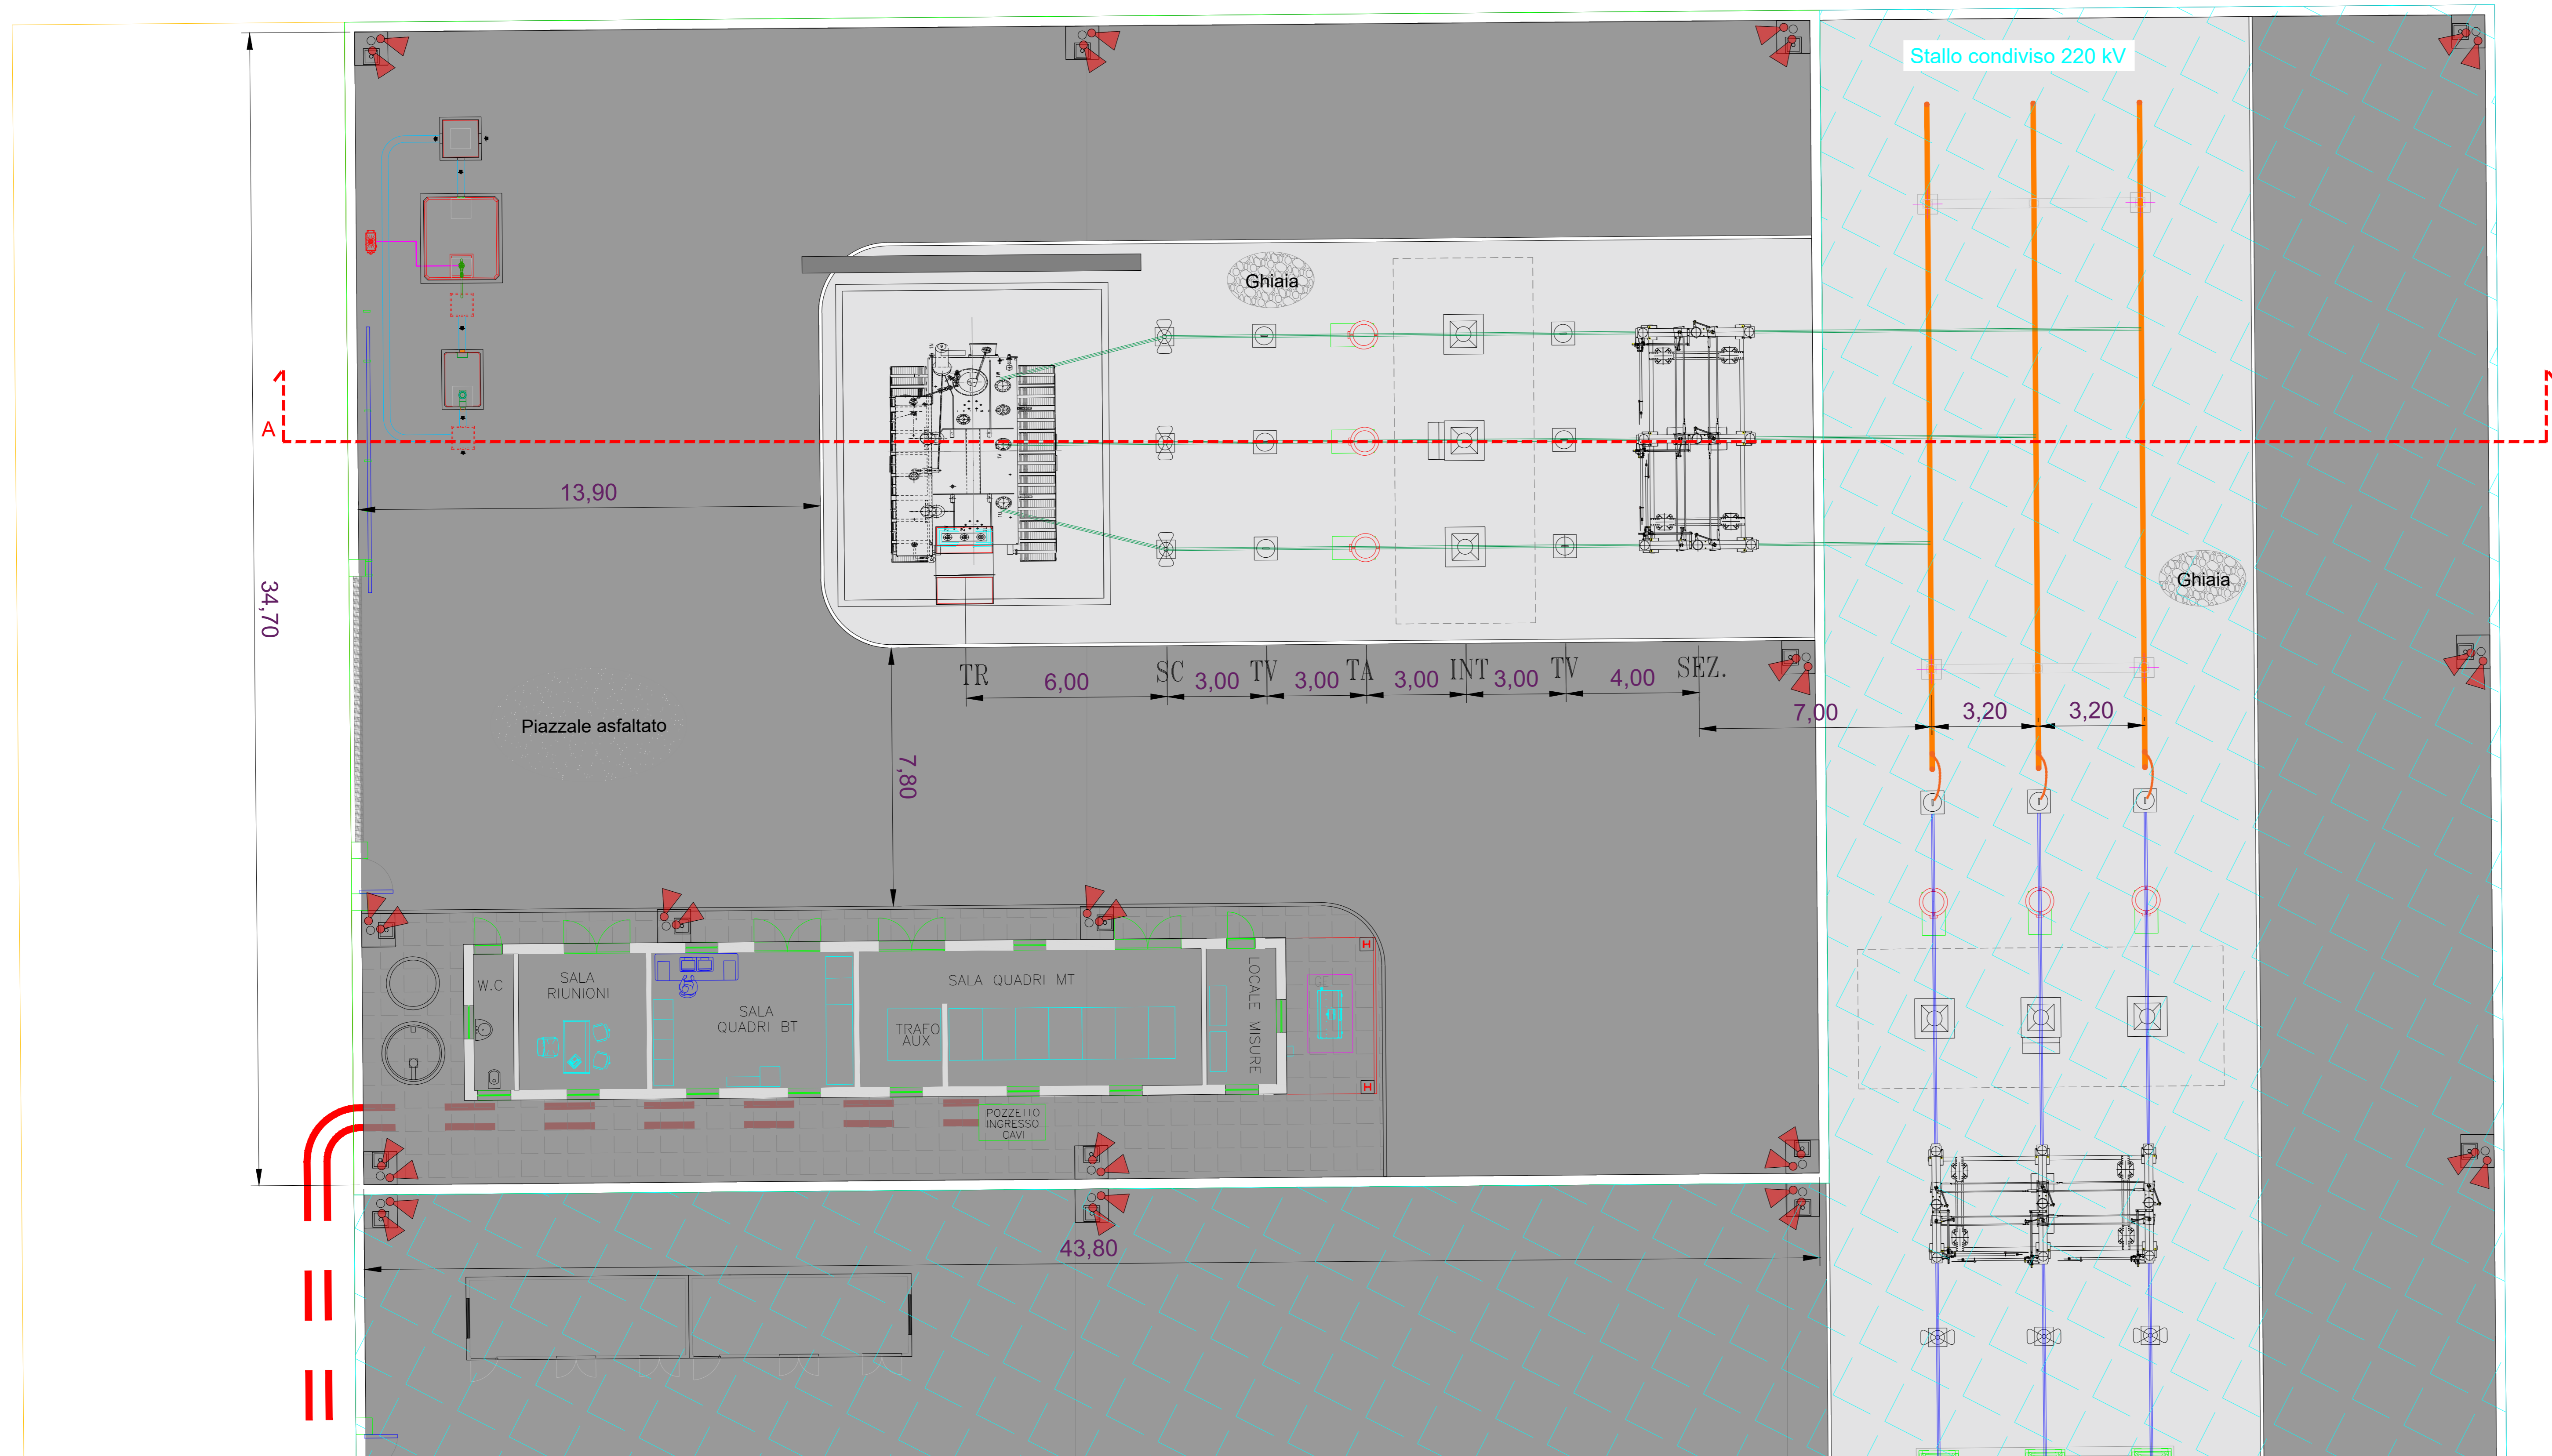 Stallo condiviso 220 kV
Ghiaia
A
13,90
34,70
Ghiaia
TR
SC
TV
TA
INT
TV
SEZ.
6,00
3,00
3,00
3,00
3,00
4,00
7,00
3,20
3,20
Piazzale asfaltato
7,80
W.C
SALA
RIUNIONI
SALA
QUADRI BT
SALA QUADRI MT
TRAFO
AUX
LOCALE MISURE
GE
POZZETTO
INGRESSO
CAVI
43,80